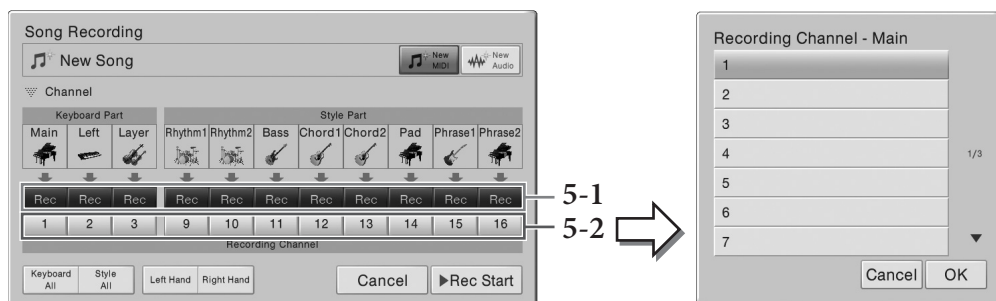 Song Recording
New Song
New MIDI
New Audio
Channel
Keyboard Part
Style Part
Main Left Layer Rhythm1 Rhythm2 Bass Chord1 Chord2 Pad Phrase1 Phrase2
Rec Rec Rec Rec Rec Rec Rec Rec Rec Rec Rec
5-1
1 2 3 9 10 11 12 13 14 15 16
5-2
Recording Channel
Keyboard All
Style All
Left Hand
Right Hand
Cancel
▶Rec Start
Recording Channel - Main
1
2
3
4
1/3
5
6
7
▼
Cancel
OK